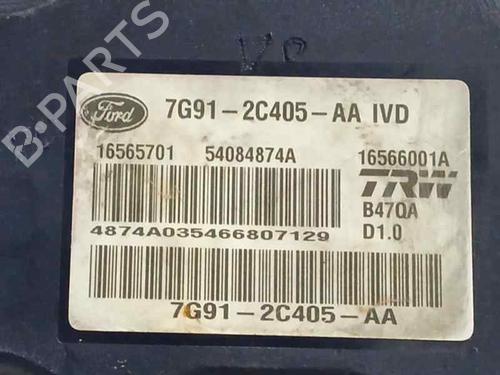 B-PARTS
Ford
7G91-2C405-AA IVD
16565701 54084874A 16566001A
TRW
B47QA
4874A035466807129 D1.0
7G91-2C405-AA